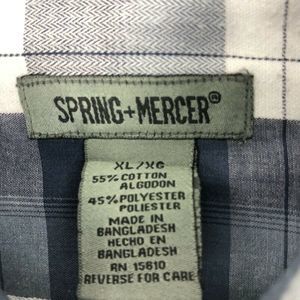 SPRING+MERCER®
XL/XG
55% COTTON
ALGODON
45% POLYESTER
POLIESTER
MADE IN
BANGLADESH
HECHO EN
BANGLADESH
RN 15610
REVERSE FOR CARE